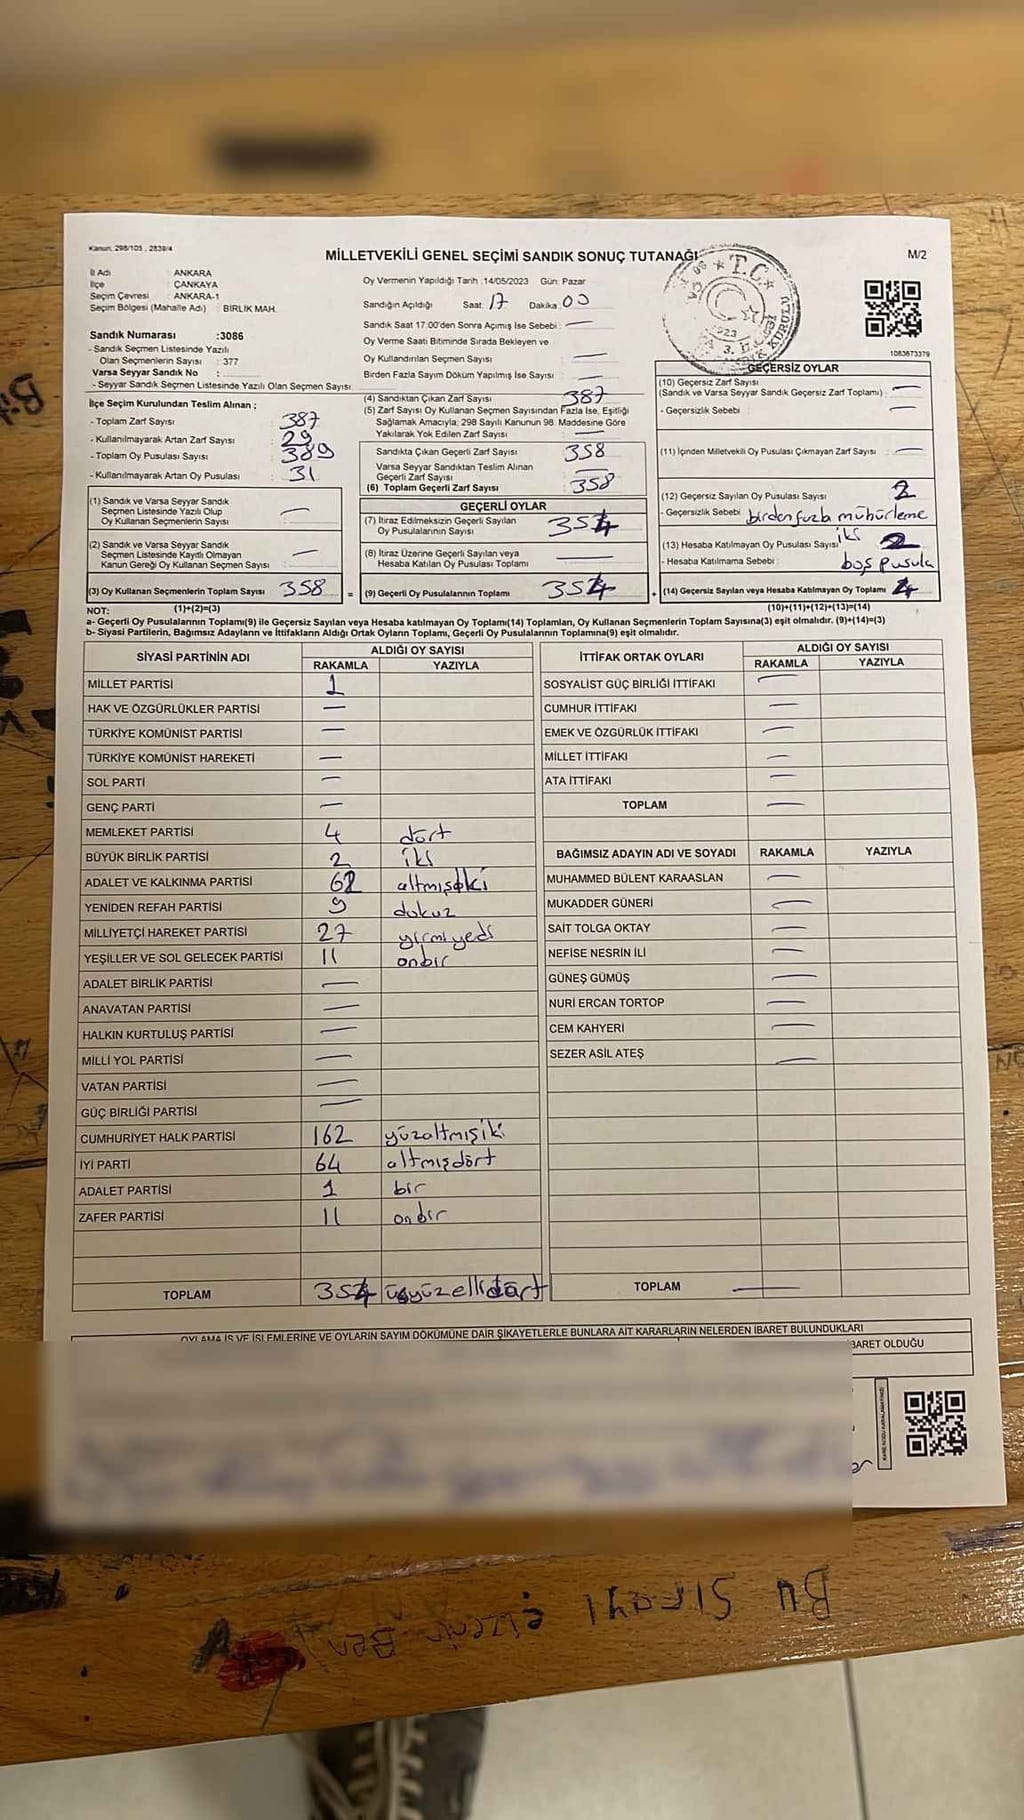 Kanun; 298/105 , 2839/4
MİLLETVEKİLİ GENEL SEÇİMİ SANDIK SONUÇ TUTANAĞI
M/2
İl Adı : ANKARA
İlçe : ÇANKAYA
Seçim Çevresi : ANKARA-1
Seçim Bölgesi (Mahalle Adı) BİRLİK MAH.
Oy Vermenin Yapıldığı Tarih :14/05/2023 Gün: Pazar
Sandığın Açıldığı Saat: 17 Dakika 00
Sandık Saat 17:00'den Sonra Açımış İse Sebebi : —
Oy Verme Saati Bitiminde Sırada Bekleyen ve
Oy Kullandırılan Seçmen Sayısı —
Birden Fazla Sayım Döküm Yapılmış İse Sayısı —
T.C.
1083673379
Sandık Numarası :3086
- Sandık Seçmen Listesinde Yazılı
Olan Seçmenlerin Sayısı : 377
Varsa Seyyar Sandık No :
- Seyyar Sandık Seçmen Listesinde Yazılı Olan Seçmen Sayısı:
İlçe Seçim Kurulundan Teslim Alınan ;
- Toplam Zarf Sayısı 387
- Kullanılmayarak Artan Zarf Sayısı 29
- Toplam Oy Pusulası Sayısı 389
- Kullanılmayarak Artan Oy Pusulası 31
(1) Sandık ve Varsa Seyyar Sandık
Seçmen Listesinde Yazılı Olup
Oy Kullanan Seçmenlerin Sayısı —
(2) Sandık ve Varsa Seyyar Sandık
Seçmen Listesinde Kayıtlı Olmayan
Kanun Gereği Oy Kullanan Seçmen Sayısı : —
(3) Oy Kullanan Seçmenlerin Toplam Sayısı 358 =
(4) Sandıktan Çıkan Zarf Sayısı 387
(5) Zarf Sayısı Oy Kullanan Seçmen Sayısından Fazla İse, Eşitliği
Sağlamak Amacıyla; 298 Sayılı Kanunun 98. Maddesine Göre
Yakılarak Yok Edilen Zarf Sayısı : —
Sandıkta Çıkan Geçerli Zarf Sayısı 358
Varsa Seyyar Sandıktan Teslim Alınan
Geçerli Zarf Sayısı —
(6) Toplam Geçerli Zarf Sayısı 358
GEÇERLİ OYLAR
(7) İtiraz Edilmeksizin Geçerli Sayılan
Oy Pusulalarının Sayısı 354
(8) İtiraz Üzerine Geçerli Sayılan veya
Hesaba Katılan Oy Pusulası Toplamı —
(9) Geçerli Oy Pusulalarının Toplamı 354
GEÇERSİZ OYLAR
(10) Geçersiz Zarf Sayısı
(Sandık ve Varsa Seyyar Sandık Geçersiz Zarf Toplamı) —
- Geçersizlik Sebebi : —
(11) İçinden Milletvekili Oy Pusulası Çıkmayan Zarf Sayısı : —
(12) Geçersiz Sayılan Oy Pusulası Sayısı 2
- Geçersizlik Sebebi birden fazla mühürleme
(13) Hesaba Katılmayan Oy Pusulası Sayısı iki 2
- Hesaba Katılmama Sebebi : boş pusula
(14) Geçersiz Sayılan veya Hesaba Katılmayan Oy Toplamı 4
NOT: (1)+(2)=(3)
(10)+(11)+(12)+(13)=(14)
a- Geçerli Oy Pusulalarının Toplamı(9) ile Geçersiz Sayılan veya Hesaba katılmayan Oy Toplamı(14) Toplamları, Oy Kullanan Seçmenlerin Toplam Sayısına(3) eşit olmalıdır. (9)+(14)=(3)
b- Siyasi Partilerin, Bağımsız Adayların ve İttifakların Aldığı Ortak Oyların Toplamı, Geçerli Oy Pusulalarının Toplamına(9) eşit olmalıdır.
SİYASİ PARTİNİN ADI ALDIĞI OY SAYISI
RAKAMLA YAZIYLA
MİLLET PARTİSİ 1
HAK VE ÖZGÜRLÜKLER PARTİSİ —
TÜRKİYE KOMÜNİST PARTİSİ —
TÜRKİYE KOMÜNİST HAREKETİ —
SOL PARTİ —
GENÇ PARTİ —
MEMLEKET PARTİSİ 4 dört
BÜYÜK BİRLİK PARTİSİ 2 iki
ADALET VE KALKINMA PARTİSİ 62 altmışiki
YENİDEN REFAH PARTİSİ 9 dokuz
MİLLİYETÇİ HAREKET PARTİSİ 27 yirmiyedi
YEŞİLLER VE SOL GELECEK PARTİSİ 11 onbir
ADALET BİRLİK PARTİSİ —
ANAVATAN PARTİSİ —
HALKIN KURTULUŞ PARTİSİ —
MİLLİ YOL PARTİSİ —
VATAN PARTİSİ —
GÜÇ BİRLİĞİ PARTİSİ —
CUMHURİYET HALK PARTİSİ 162 yüzaltmışiki
İYİ PARTİ 64 altmışdört
ADALET PARTİSİ 1 bir
ZAFER PARTİSİ 11 onbir
TOPLAM 354 üçyüzellidört
İTTİFAK ORTAK OYLARI ALDIĞI OY SAYISI
RAKAMLA YAZIYLA
SOSYALİST GÜÇ BİRLİĞİ İTTİFAKI —
CUMHUR İTTİFAKI —
EMEK VE ÖZGÜRLÜK İTTİFAKI —
MİLLET İTTİFAKI —
ATA İTTİFAKI —
TOPLAM —
BAĞIMSIZ ADAYIN ADI VE SOYADI RAKAMLA YAZIYLA
MUHAMMED BÜLENT KARAASLAN —
MUKADDER GÜNERİ —
SAİT TOLGA OKTAY —
NEFİSE NESRİN İLİ —
GÜNEŞ GÜMÜŞ —
NURİ ERCAN TORTOP —
CEM KAHYERİ —
SEZER ASİL ATEŞ —
TOPLAM —
OYLAMA İŞ VE İŞLEMLERİNE VE OYLARIN SAYIM DÖKÜMÜNE DAİR ŞİKAYETLERLE BUNLARA AİT KARARLARIN NELERDEN İBARET BULUNDUKLARI
BARET OLDUĞU
Bu SIrayI